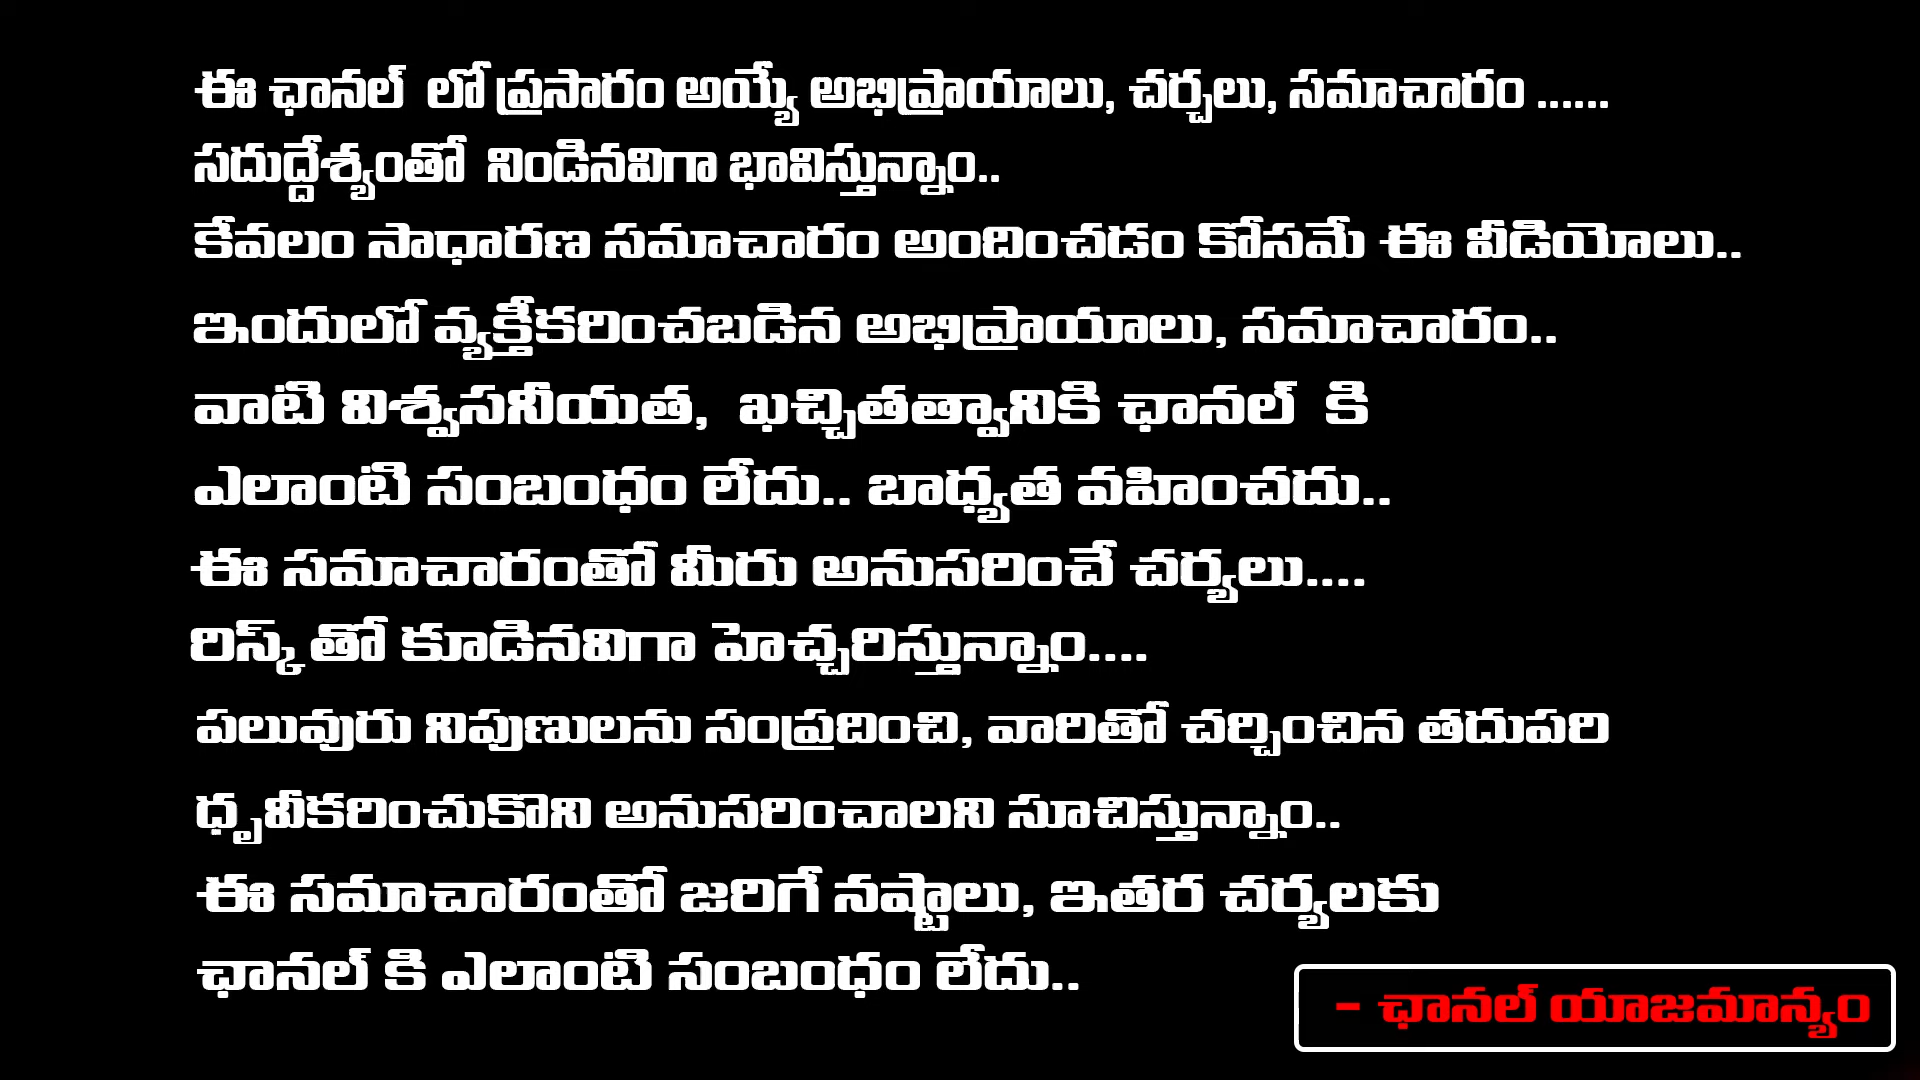 ఈ ఛానల్ లో ప్రసారం అయ్యే అభిప్రాయాలు, చర్చలు, సమాచారం ......
సదుద్దేశ్యంతో నిండినవిగా భావిస్తున్నాం..
కేవలం సాధారణ సమాచారం అందించడం కోసమే ఈ వీడియోలు..
ఇందులో వ్యక్తీకరించబడిన అభిప్రాయాలు, సమాచారం..
వాటి విశ్వసనీయత, ఖచ్చితత్వానికి ఛానల్ కి
ఎలాంటి సంబంధం లేదు.. బాధ్యత వహించదు..
ఈ సమాచారంతో మీరు అనుసరించే చర్యలు....
రిస్క్ తో కూడినవిగా హెచ్చరిస్తున్నాం....
పలువురు నిపుణులను సంప్రదించి, వారితో చర్చించిన తదుపరి
ధృవీకరించుకొని అనుసరించాలని సూచిస్తున్నాం..
ఈ సమాచారంతో జరిగే నష్టాలు, ఇతర చర్యలకు
ఛానల్ కి ఎలాంటి సంబంధం లేదు..
- ఛానల్ యాజమాన్యం